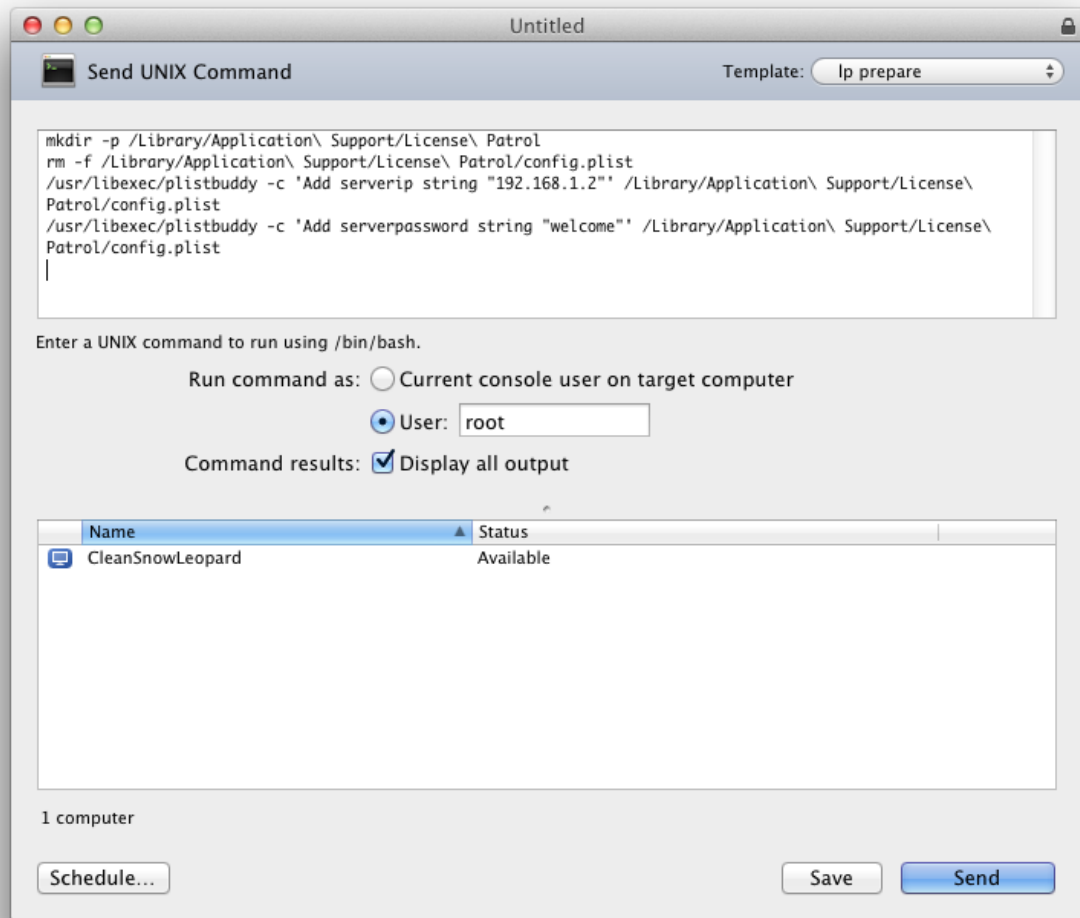 Untitled
Send UNIX Command
Template: lp prepare
mkdir -p /Library/Application\ Support/License\ Patrol
rm -f /Library/Application\ Support/License\ Patrol/config.plist
/usr/libexec/plistbuddy -c 'Add serverip string "192.168.1.2"' /Library/Application\ Support/License\
Patrol/config.plist
/usr/libexec/plistbuddy -c 'Add serverpassword string "welcome"' /Library/Application\ Support/License\
Patrol/config.plist
Enter a UNIX command to run using /bin/bash.
Run command as: Current console user on target computer
User: root
Command results: Display all output
Name Status
CleanSnowLeopard Available
1 computer
Schedule... Save Send